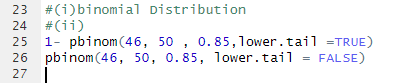 23 #(i)binomial Distribution
24 #(ii)
25 1- pbinom(46, 50 , 0.85,lower.tail =TRUE)
26 pbinom(46, 50, 0.85, lower.tail = FALSE)
27